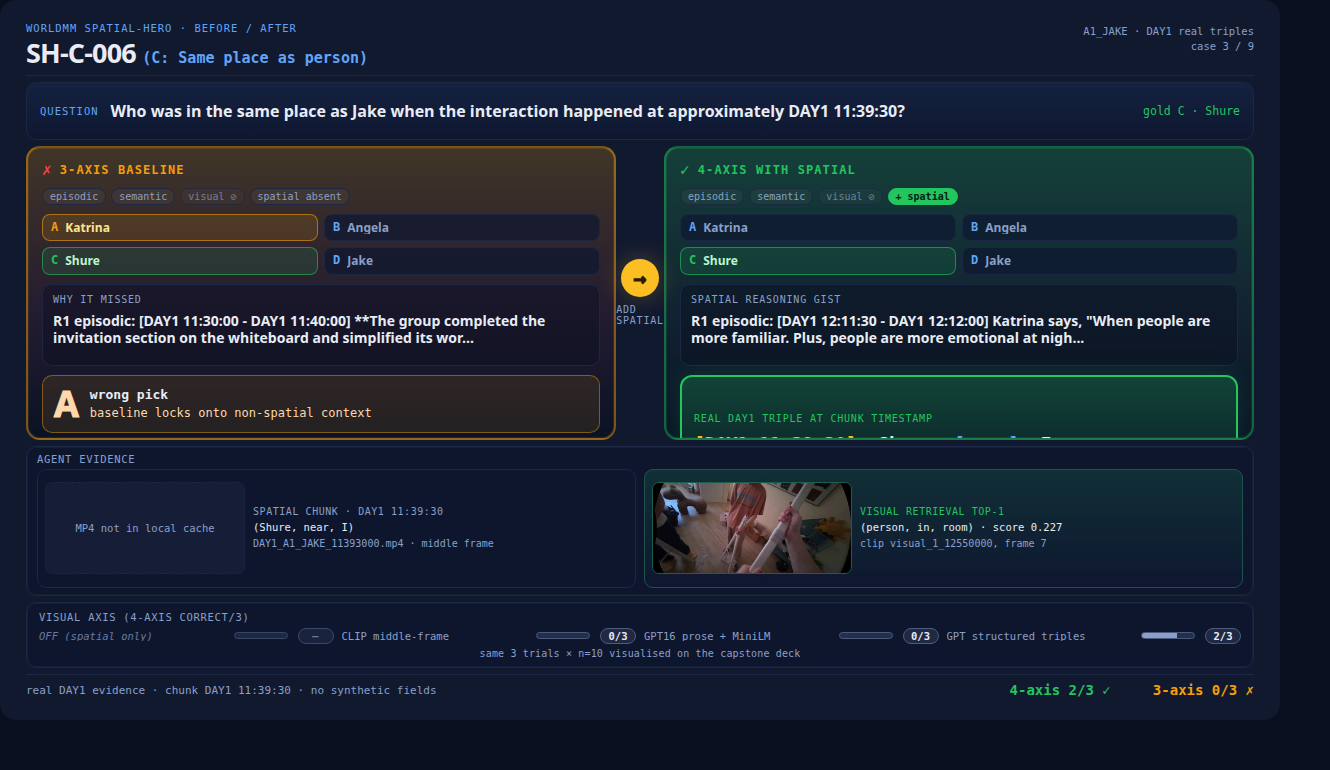 WORLDMM SPATIAL-HERO · BEFORE / AFTER
SH-C-006 (C: Same place as person)
A1_JAKE · DAY1 real triples
case 3 / 9
QUESTION Who was in the same place as Jake when the interaction happened at approximately DAY1 11:39:30? gold C · Shure
✗ 3-AXIS BASELINE
episodic semantic visual ⊘ spatial absent
A Katrina B Angela
C Shure D Jake
WHY IT MISSED
R1 episodic: [DAY1 11:30:00 - DAY1 11:40:00] **The group completed the
invitation section on the whiteboard and simplified its wor...
A wrong pick
baseline locks onto non-spatial context
→
ADD
SPATIAL
✓ 4-AXIS WITH SPATIAL
episodic semantic visual ⊘ + spatial
A Katrina B Angela
C Shure D Jake
SPATIAL REASONING GIST
R1 episodic: [DAY1 12:11:30 - DAY1 12:12:00] Katrina says, "When people are
more familiar. Plus, people are more emotional at nigh...
REAL DAY1 TRIPLE AT CHUNK TIMESTAMP
AGENT EVIDENCE
MP4 not in local cache
SPATIAL CHUNK · DAY1 11:39:30
(Shure, near, I)
DAY1_A1_JAKE_11393000.mp4 · middle frame
VISUAL RETRIEVAL TOP-1
(person, in, room) · score 0.227
clip visual_1_12550000, frame 7
VISUAL AXIS (4-AXIS CORRECT/3)
OFF (spatial only) — CLIP middle-frame 0/3 GPT16 prose + MiniLM 0/3 GPT structured triples 2/3
same 3 trials × n=10 visualised on the capstone deck
real DAY1 evidence · chunk DAY1 11:39:30 · no synthetic fields
4-axis 2/3 ✓ 3-axis 0/3 ✗